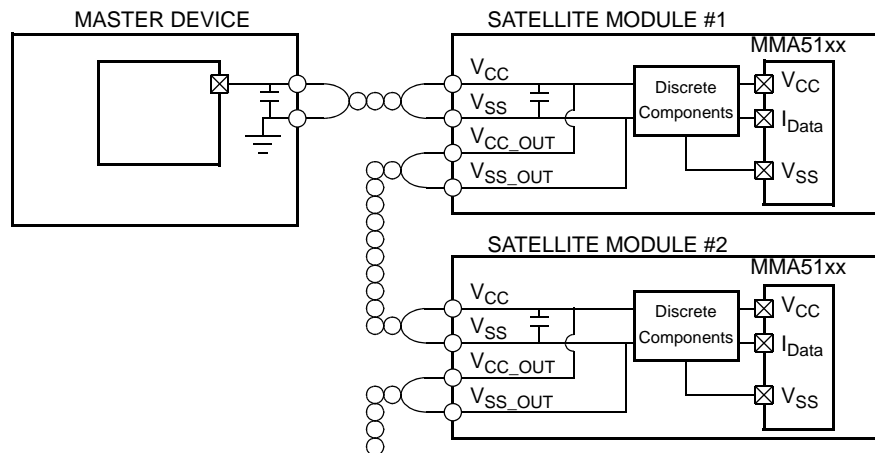 MASTER DEVICE
SATELLITE MODULE #1
MMA51xx
VCC
VSS
VCC_OUT
VSS_OUT
Discrete
Components
VCC
IData
VSS
SATELLITE MODULE #2
MMA51xx
VCC
VSS
VCC_OUT
VSS_OUT
Discrete
Components
VCC
IData
VSS